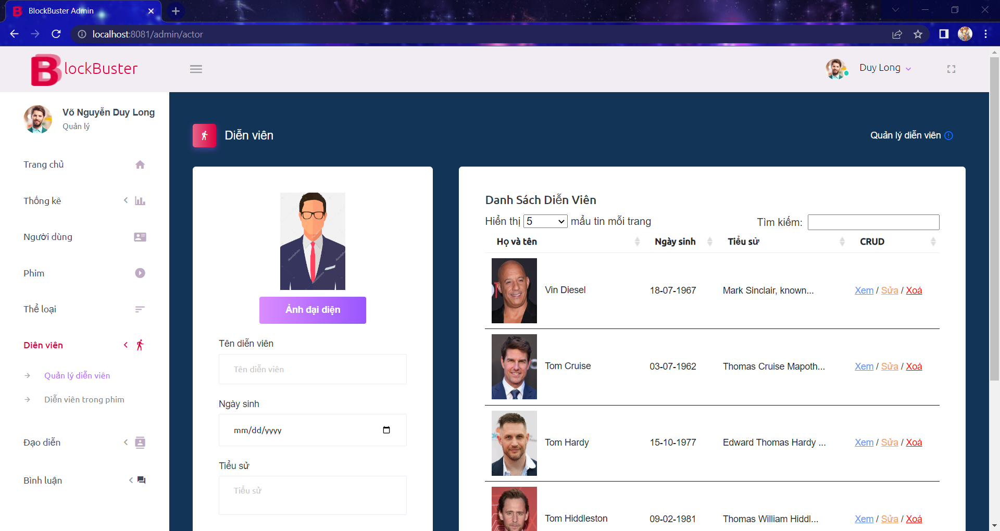 BlockBuster Admin
localhost:8081/admin/actor
BlockBuster
Duy Long
Võ Nguyễn Duy Long
Quản lý
Trang chủ
Thống kê
Người dùng
Phim
Thể loại
Diên viên
Quản lý diễn viên
Diễn viên trong phim
Đạo diễn
Bình luận
Diễn viên
Quản lý diễn viên
Ảnh đại diện
Tên diễn viên
Tên diễn viên
Ngày sinh
mm/dd/yyyy
Tiểu sử
Tiểu sử
Danh Sách Diễn Viên
Hiển thị 5 mẩu tin mỗi trang
Tìm kiếm:
Họ và tên Ngày sinh Tiểu sử CRUD
Vin Diesel 18-07-1967 Mark Sinclair, known... Xem / Sửa / Xoá
Tom Cruise 03-07-1962 Thomas Cruise Mapoth... Xem / Sửa / Xoá
Tom Hardy 15-10-1977 Edward Thomas Hardy ... Xem / Sửa / Xoá
Tom Hiddleston 09-02-1981 Thomas William Hiddl... Xem / Sửa / Xoá